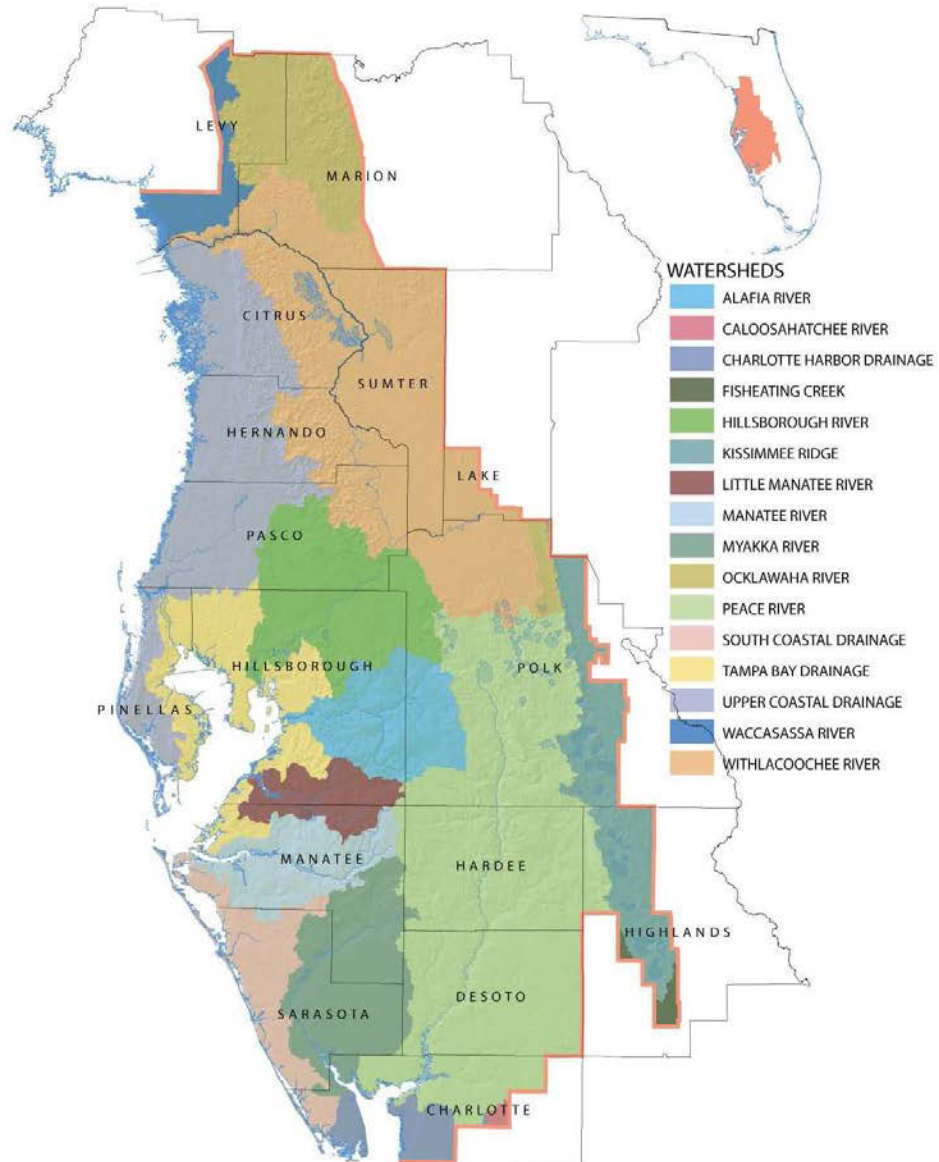 LEVY
MARION
CITRUS
SUMTER
HERNANDO
LAKE
PASCO
HILLSBOROUGH
POLK
PINELLAS
MANATEE
HARDEE
HIGHLANDS
DESOTO
SARASOTA
CHARLOTTE
WATERSHEDS
ALAFIA RIVER
CALOOSAHATCHEE RIVER
CHARLOTTE HARBOR DRAINAGE
FISHEATING CREEK
HILLSBOROUGH RIVER
KISSIMMEE RIDGE
LITTLE MANATEE RIVER
MANATEE RIVER
MYAKKA RIVER
OCKLAWAHA RIVER
PEACE RIVER
SOUTH COASTAL DRAINAGE
TAMPA BAY DRAINAGE
UPPER COASTAL DRAINAGE
WACCASASSA RIVER
WITHLACOOCHEE RIVER